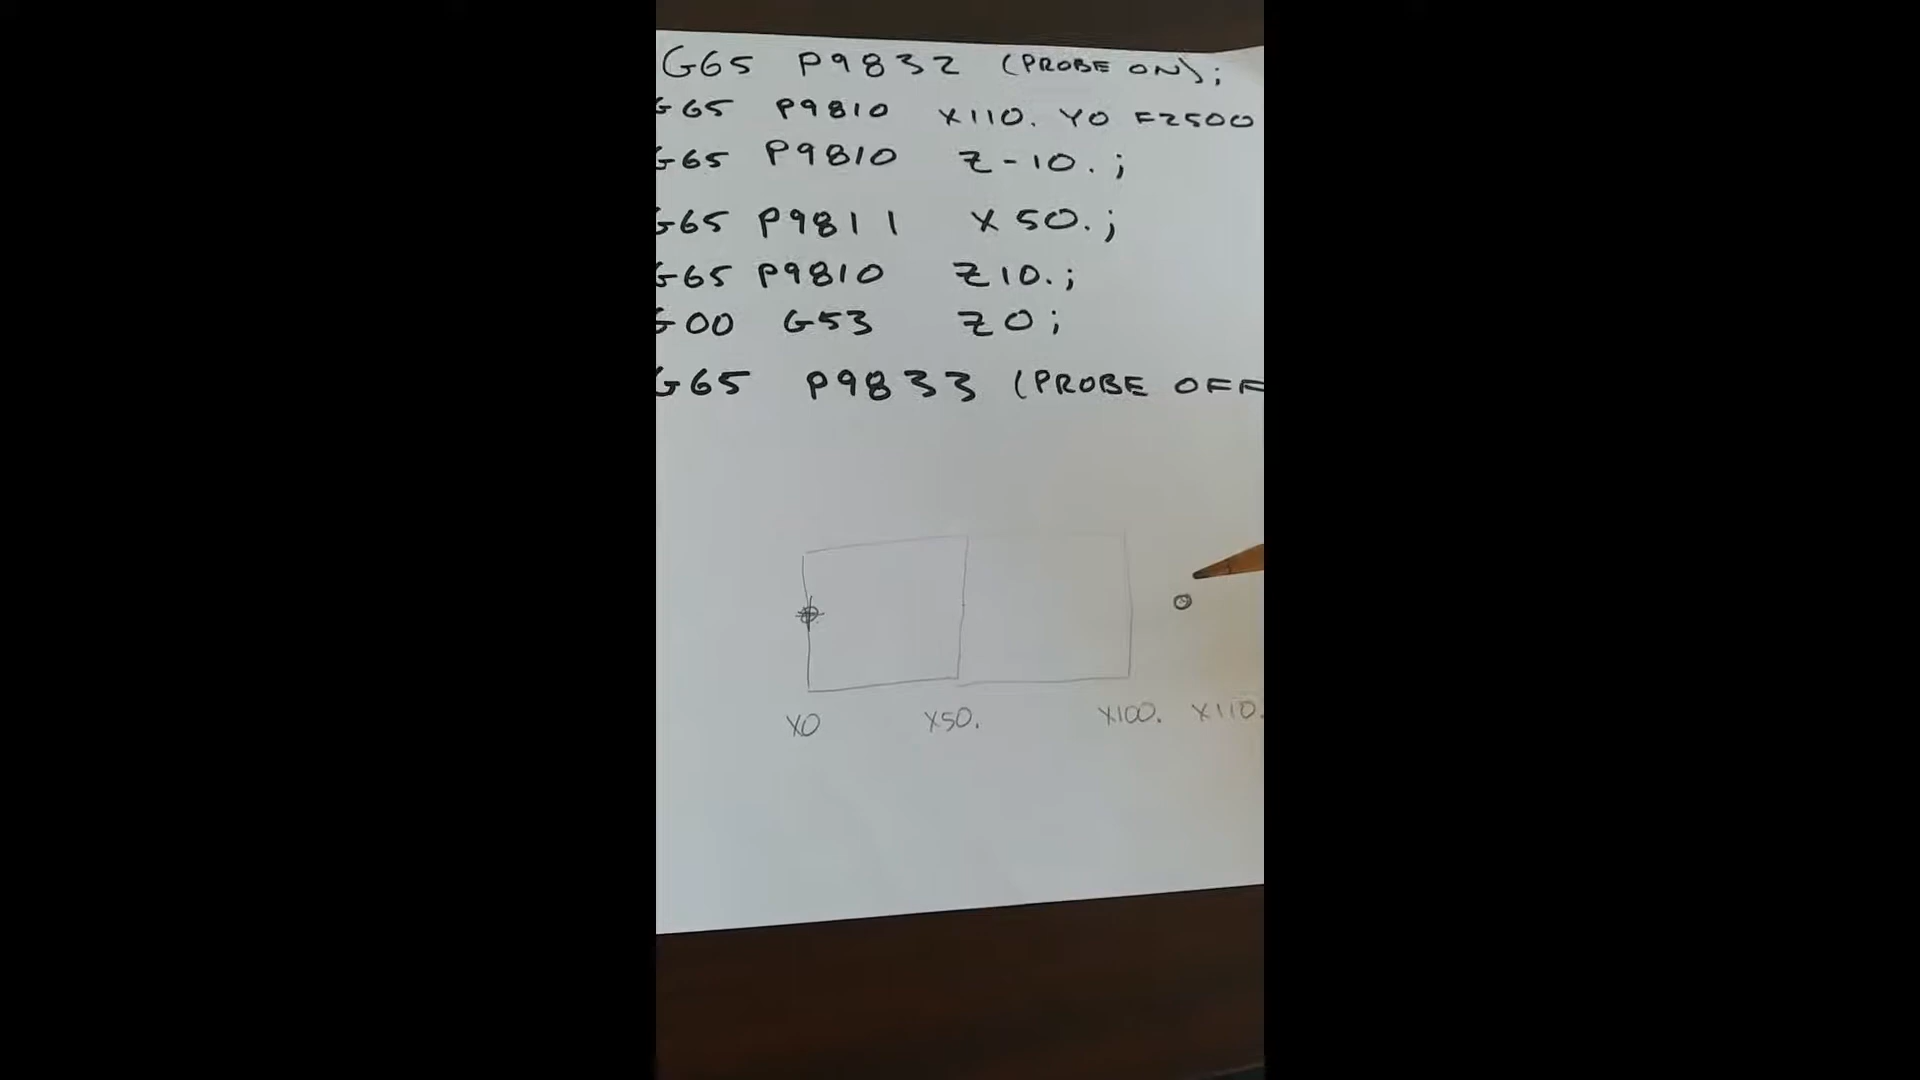 G65 P9832 (PROBE ON);
G65 P9810 X110. Y0 F2500
G65 P9810 Z-10.;
G65 P9811 X50.;
G65 P9810 Z10.;
G00 G53 Z0;
G65 P9833 (PROBE OFF
X0 X50. X100. X110.